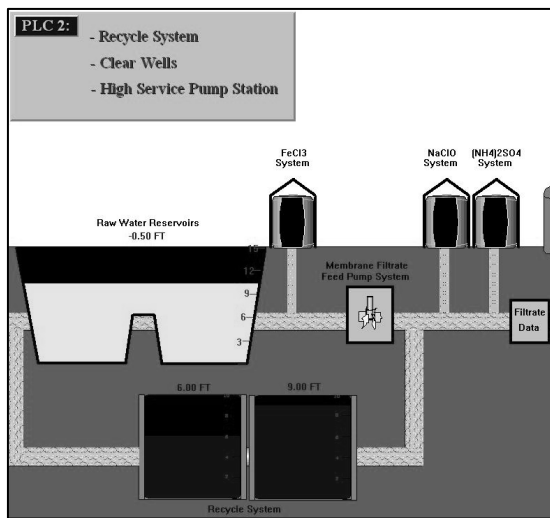 PLC 2:
- Recycle System
- Clear Wells
- High Service Pump Station
FeCl3
System
NaClO
System
(NH4)2SO4
System
Raw Water Reservoirs
-0.50 FT
15
12
9
6
3
Membrane Filtrate
Feed Pump System
Filtrate
Data
6.80 FT
9.00 FT
Recycle System